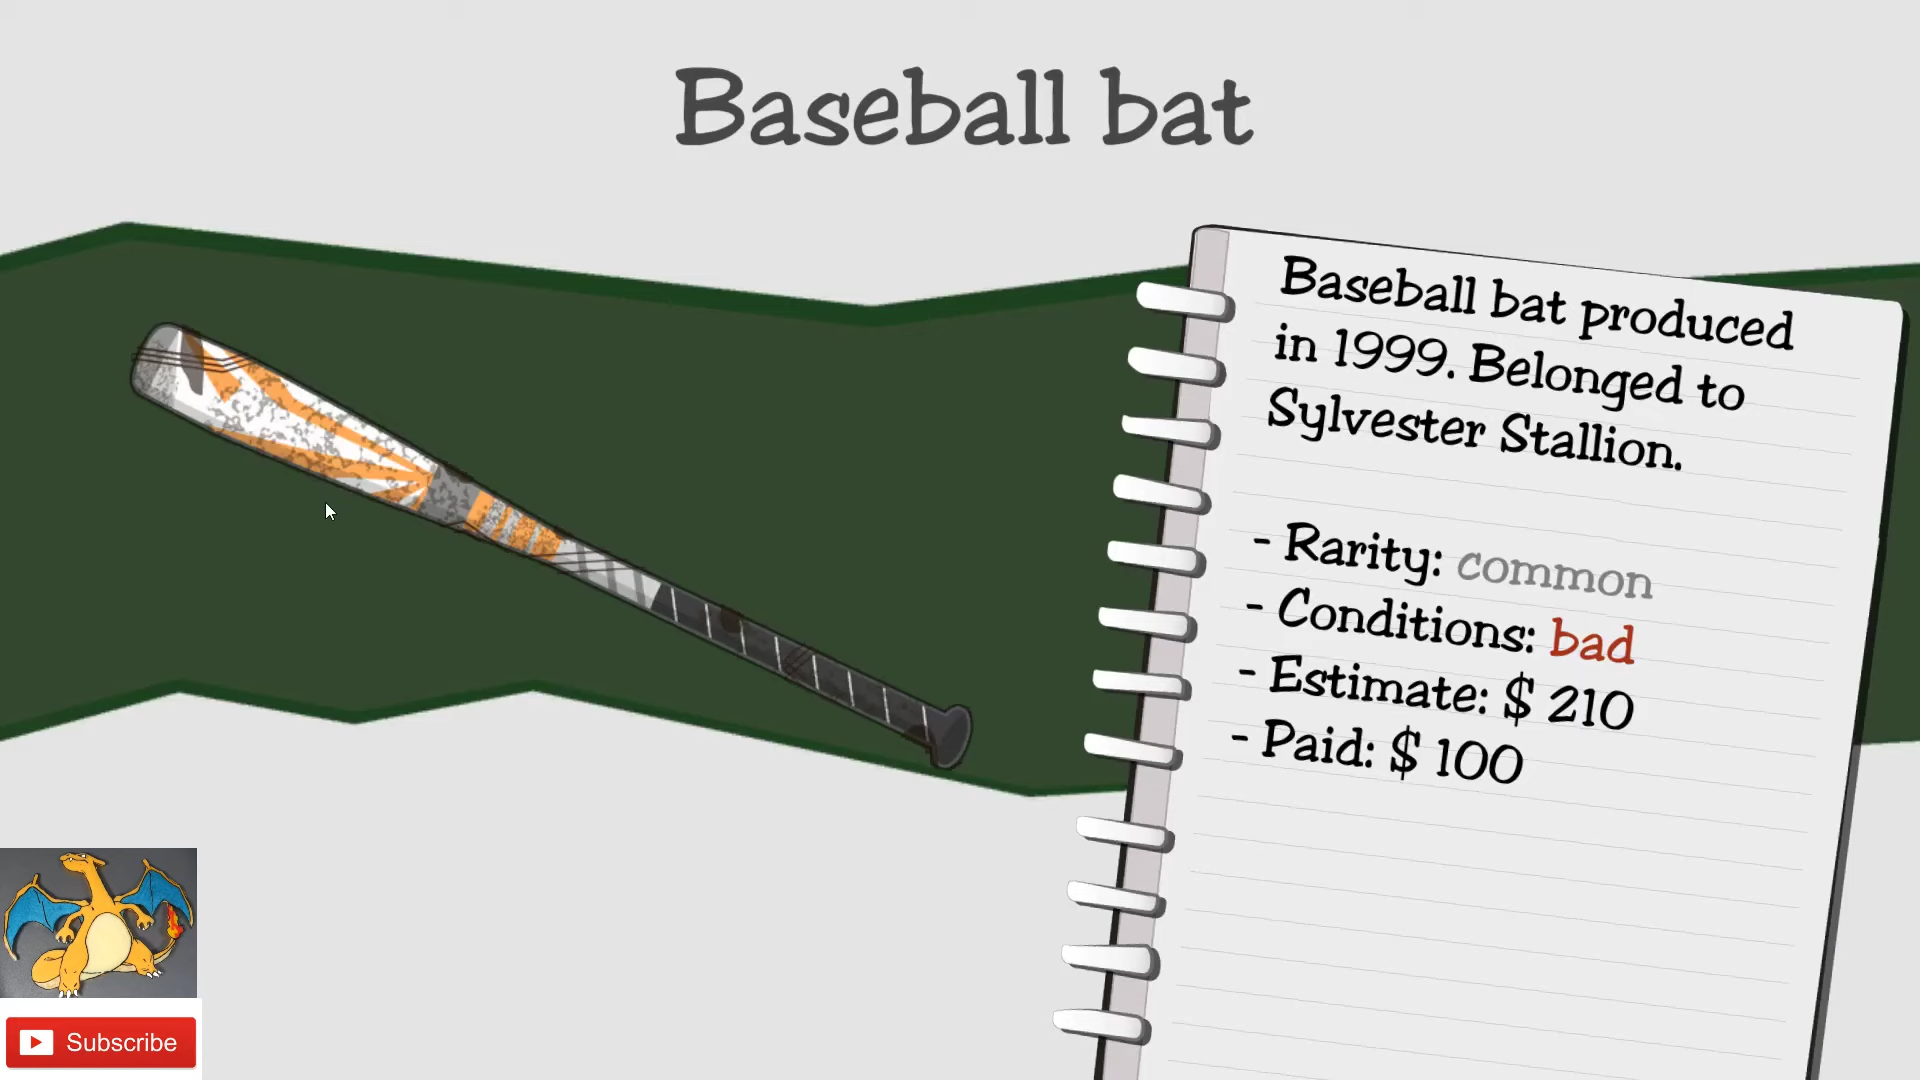 Baseball bat
Baseball bat produced
in 1999. Belonged to
Sylvester Stallion.
- Rarity: common
- Conditions: bad
- Estimate: $ 210
- Paid: $ 100
Subscribe